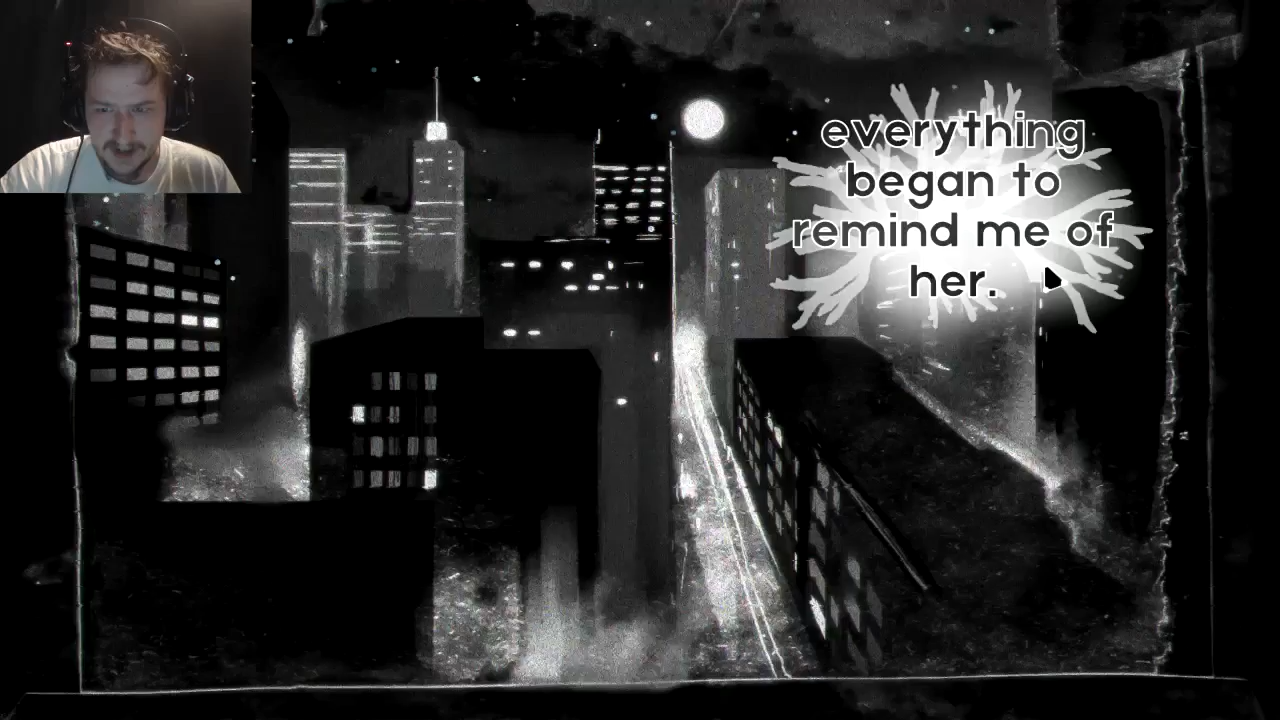 everything
began to
remind me of
her.